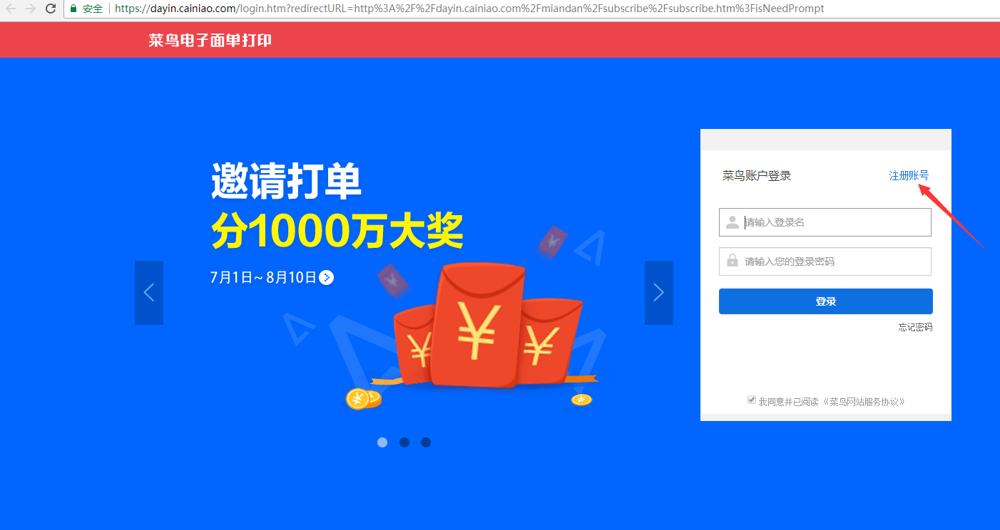 安全
https://dayin.cainiao.com/login.htm?redirectURL=http%3A%2F%2Fdayin.cainiao.com%2Fmiandan%2Fsubscribe%2Fsubscribe.htm%3FisNeedPrompt
菜鸟电子面单打印
邀请打单
分1000万大奖
7月1日~8月10日
¥ ¥ ¥
¥ ¥
¥ ¥ ¥
菜鸟账户登录 注册账号
请输入登录名
请输入您的登录密码
登录
忘记密码
我同意并已阅读《菜鸟网站服务协议》